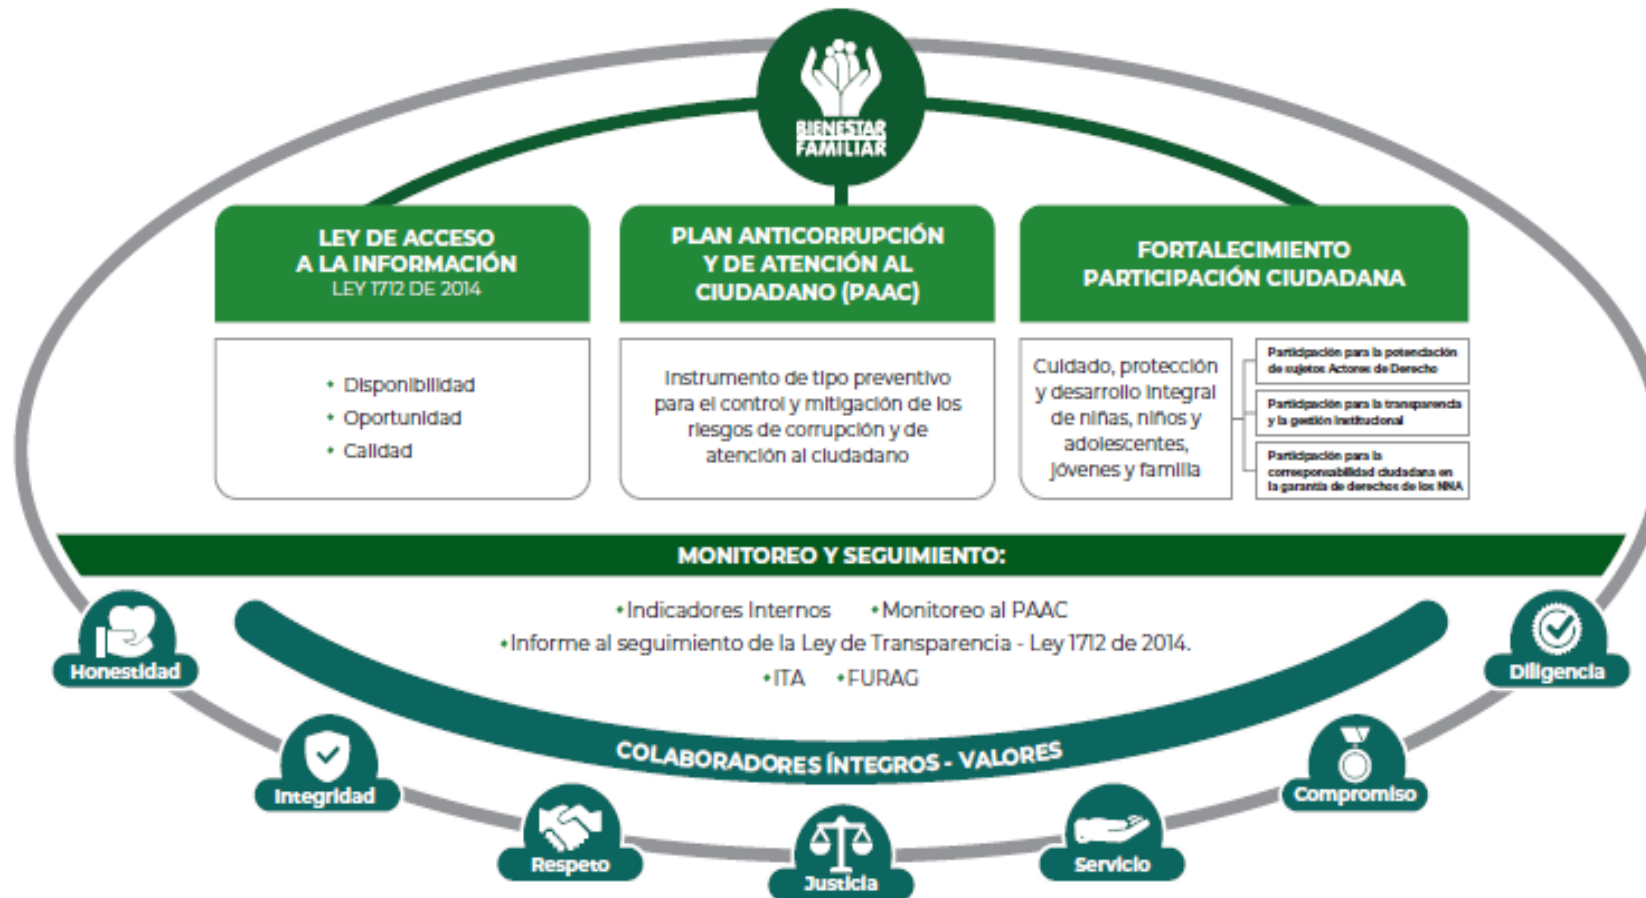 BIENESTAR
FAMILIAR
LEY DE ACCESO
A LA INFORMACIÓN
LEY 1712 DE 2014
• Disponibilidad
• Oportunidad
• Calidad
PLAN ANTICORRUPCIÓN
Y DE ATENCIÓN AL
CIUDADANO (PAAC)
Instrumento de tipo preventivo
para el control y mitigación de los
riesgos de corrupción y de
atención al ciudadano
FORTALECIMIENTO
PARTICIPACIÓN CIUDADANA
Cuidado, protección
y desarrollo integral
de niñas, niños y
adolescentes,
jóvenes y familia
Participación para la potenciación
de sujetos Actores de Derecho
Participación para la transparencia
y la gestión institucional
Participación para la
corresponsabilidad ciudadana en
la garantía de derechos de los NNA
MONITOREO Y SEGUIMIENTO:
•Indicadores Internos •Monitoreo al PAAC
•Informe al seguimiento de la Ley de Transparencia - Ley 1712 de 2014.
•ITA •FURAG
COLABORADORES ÍNTEGROS - VALORES
Honestidad
Integridad
Respeto
Justicia
Servicio
Compromiso
Diligencia